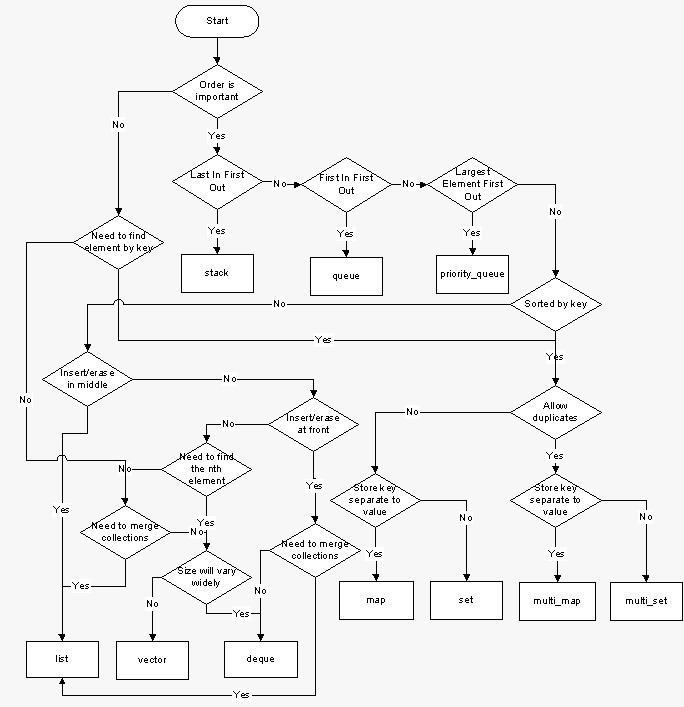 Start
Order is
important
No
Yes
Last In First
Out
No
First In First
Out
No
Largest
Element First
Out
No
Yes
Yes
Yes
stack
queue
priority_queue
Need to find
element by key
No
Sorted by key
Yes
Yes
Insert/erase
in middle
No
No
Insert/erase
at front
No
No
Allow
duplicates
Yes
Need to find
the nth
element
No
Yes
Yes
Yes
Store key
separate to
value
No
Store key
separate to
value
No
Need to merge
collections
No
Need to merge
collections
Yes
Yes
Size will vary
widely
Yes
No
Yes
No
map
set
multi_map
multi_set
list
vector
deque
Yes